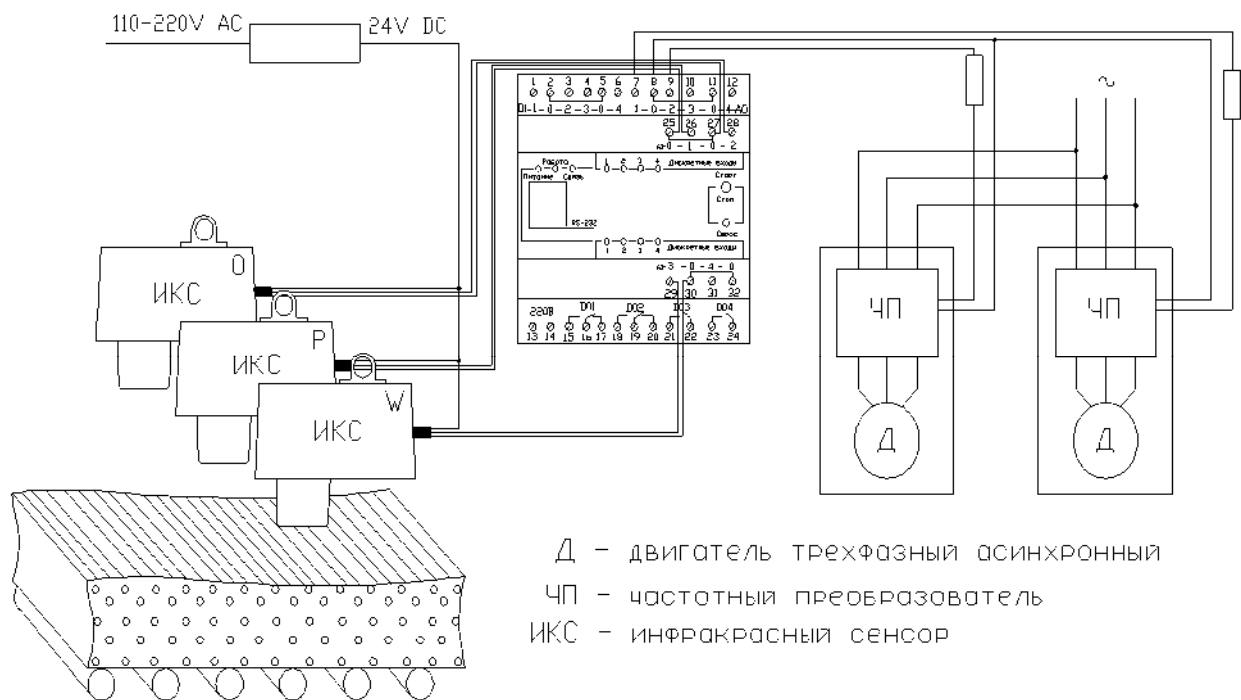 110-220V AC
24V DC
1 2 3 4 5 6 7 8 9 10 11 12
DI-1-0-2-3-0-4 1-0-2-3-0-4-AO
25 26 27 28
AI-0-1-0-2
Работа
1 2 3 4 Дискретные входы
Питание Связь
Старт
Стоп
RS-232
Сброс
1 2 3 4 Дискретные входы
AI-3-0-4-0
29 30 31 32
220В DO1 DO2 DO3 DO4
13 14 15 16 17 18 19 20 21 22 23 24
О
ИКС
Р
ИКС
W
ИКС
~
ЧП ЧП
Д Д
Д - двигатель трехфазный асинхронный
ЧП - частотный преобразователь
ИКС - инфракрасный сенсор